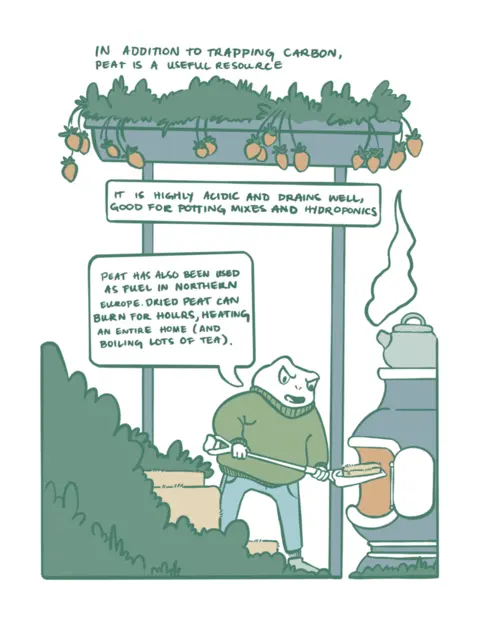 IN ADDITION TO TRAPPING CARBON,
PEAT IS A USEFUL RESOURCE
IT IS HIGHLY ACIDIC AND DRAINS WELL,
GOOD FOR POTTING MIXES AND HYDROPONICS
PEAT HAS ALSO BEEN USED
AS FUEL IN NORTHERN
EUROPE. DRIED PEAT CAN
BURN FOR HOURS, HEATING
AN ENTIRE HOME (AND
BOILING LOTS OF TEA).